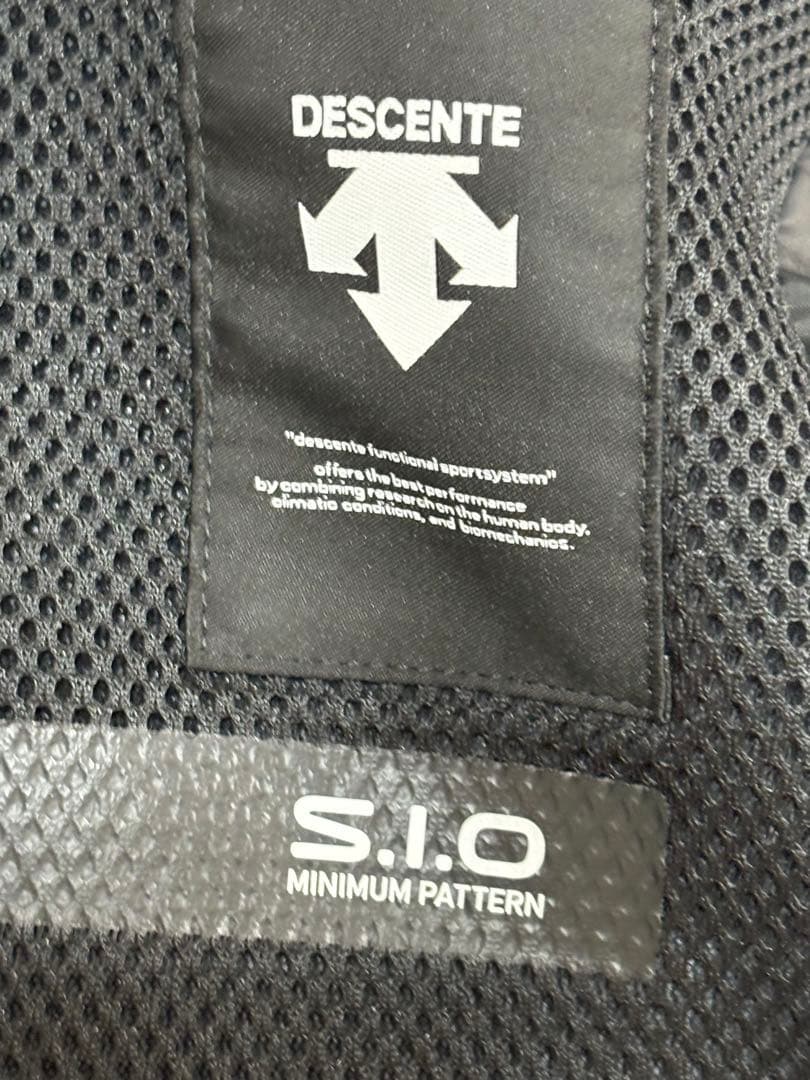 DESCENTE
"descente functional sportsystem"
offers the best performance
by combining research on the human body.
climatic conditions, and biomechanics.
S.I.O
MINIMUM PATTERN